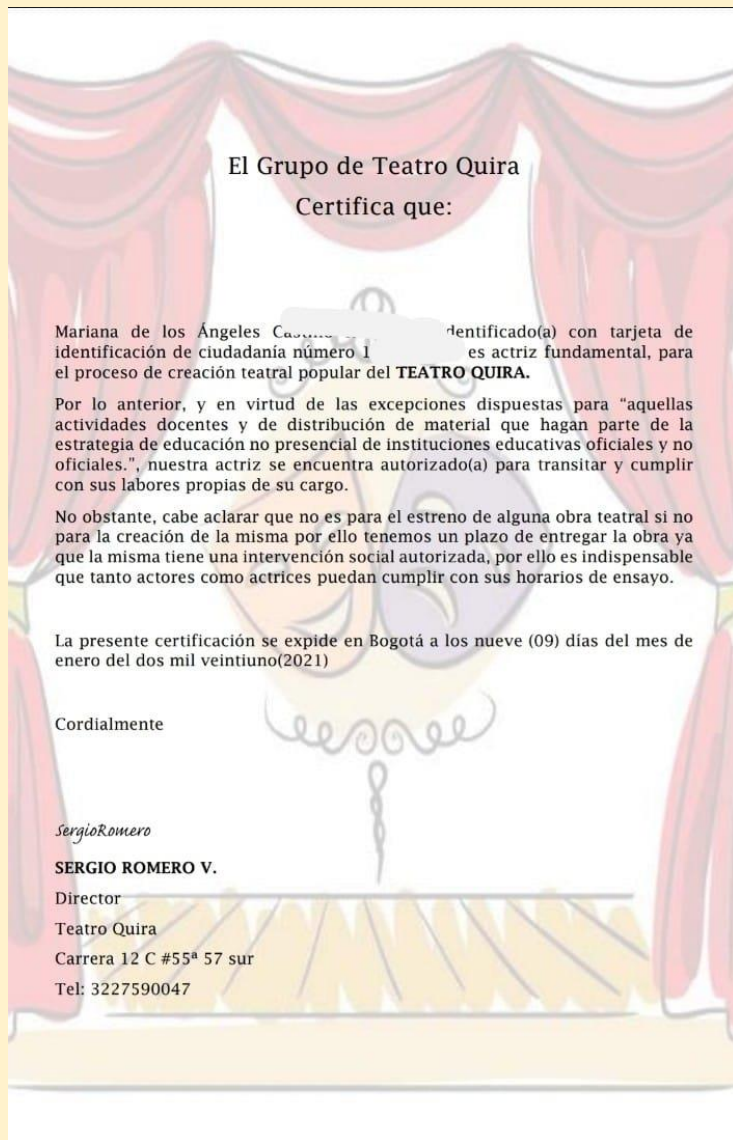 El Grupo de Teatro Quira
Certifica que:
Mariana de los Ángeles dentificado(a) con tarjeta de
identificación de ciudadanía número 1 es actriz fundamental, para
el proceso de creación teatral popular del TEATRO QUIRA.
Por lo anterior, y en virtud de las excepciones dispuestas para “aquellas
actividades docentes y de distribución de material que hagan parte de la
estrategia de educación no presencial de instituciones educativas oficiales y no
oficiales.”, nuestra actriz se encuentra autorizado(a) para transitar y cumplir
con sus labores propias de su cargo.
No obstante, cabe aclarar que no es para el estreno de alguna obra teatral si no
para la creación de la misma por ello tenemos un plazo de entregar la obra ya
que la misma tiene una intervención social autorizada, por ello es indispensable
que tanto actores como actrices puedan cumplir con sus horarios de ensayo.
La presente certificación se expide en Bogotá a los nueve (09) días del mes de
enero del dos mil veintiuno(2021)
Cordialmente
SergioRomero
SERGIO ROMERO V.
Director
Teatro Quira
Carrera 12 C #55ª 57 sur
Tel: 3227590047